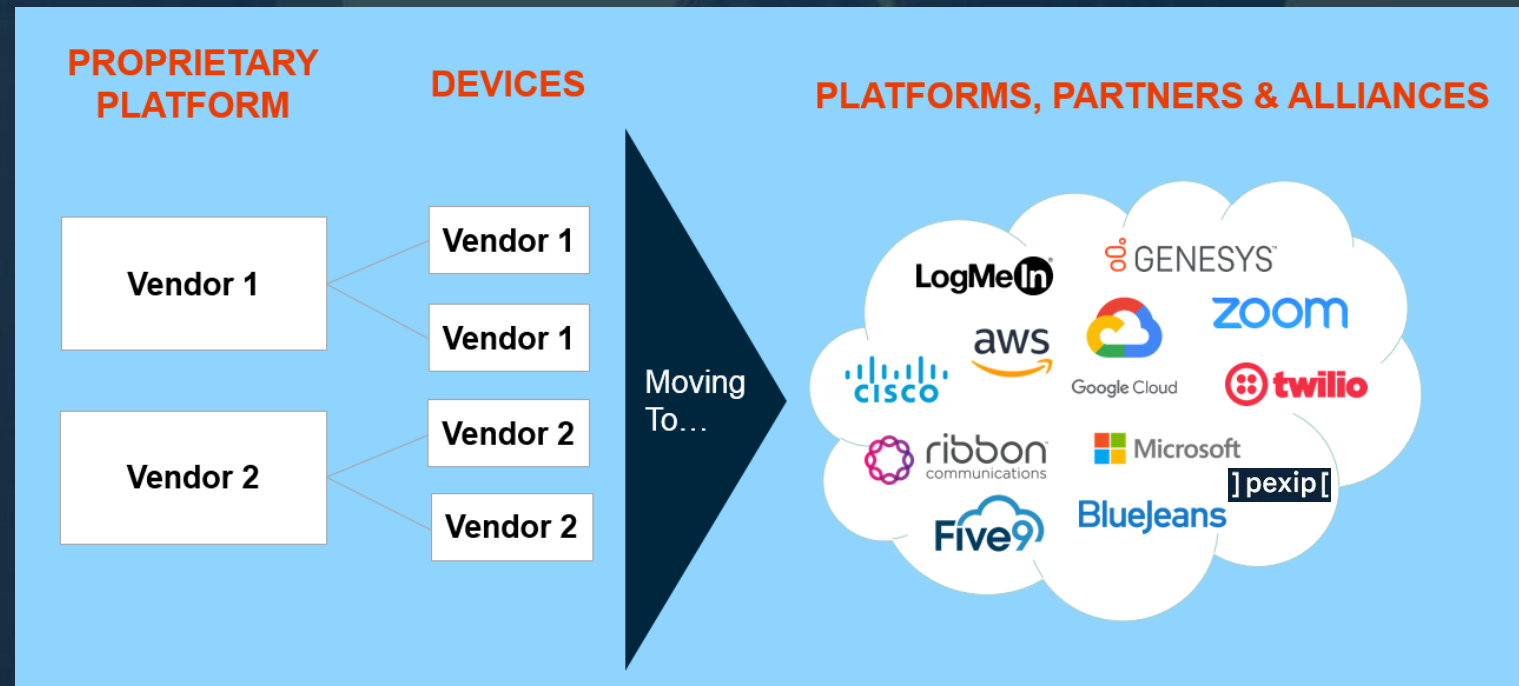 PROPRIETARY
PLATFORM
DEVICES
PLATFORMS, PARTNERS & ALLIANCES
Vendor 1
Vendor 1
Vendor 1
Vendor 2
Vendor 2
Vendor 2
Moving
To…
LogMeIn
GENESYS™
aws
Google Cloud
zoom
cisco
twilio
ribbon
communications
Microsoft
]pexip[
Five9
BlueJeans